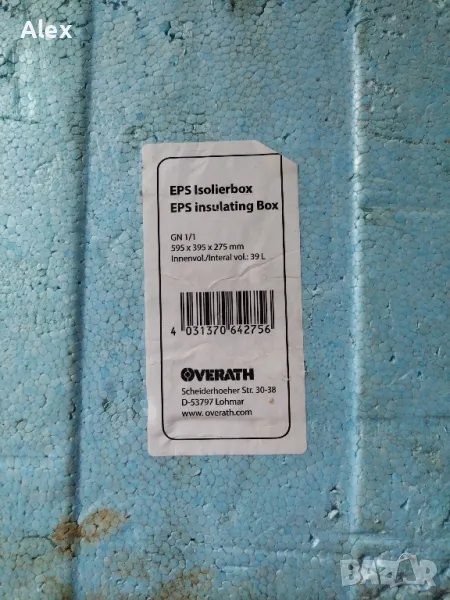 Alex
EPS Isolierbox
EPS insulating Box
GN 1/1
595 x 395 x 275 mm
Innenvol./Interal vol.: 39 L
4 031370 642756
OVERATH
Scheiderhoeher Str. 30-38
D-53797 Lohmar
www. overath.com
BAZAR